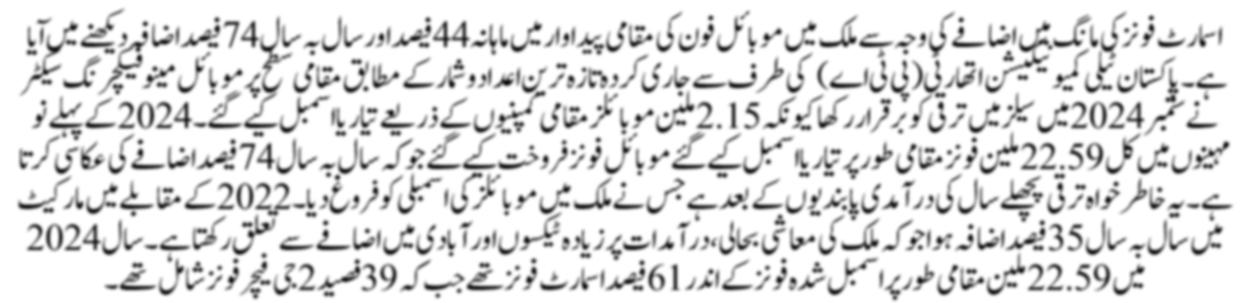 اسمارٹ فونز کی مانگ میں اضافے کی وجہ سے ملک میں موبائل فون کی مقامی پیداوار میں ماہانہ 44 فیصد اور سال بہ سال 74 فیصد اضافہ دیکھنے میں آیا
ہے۔ پاکستان ٹیلی کمیونیکیشن اتھارٹی (پی ٹی اے) کی طرف سے جاری کردہ تازہ ترین اعداد و شمار کے مطابق مقامی سطح پر موبائل مینوفیکچرنگ سیکٹر
نے ستمبر 2024 میں سیلز میں ترقی کو برقرار رکھا کیونکہ 2.15 ملین موبائلز مقامی کمپنیوں کے ذریعے تیار یا اسمبل کیے گئے۔ 2024 کے پہلے نو
مہینوں میں کل 22.59 ملین فونز مقامی طور پر تیار یا اسمبل کیے گئے موبائل فونز فروخت کیے گئے جو کہ سال بہ سال 74 فیصد اضافے کی عکاسی کرتا
ہے۔ یہ خاطر خواہ ترقی پچھلے سال کی درآمدی پابندیوں کے بعد ہے جس نے ملک میں موبائلز کی اسمبلی کو فروغ دیا۔ 2022 کے مقابلے میں مارکیٹ
میں سال بہ سال 35 فیصد اضافہ ہوا جو کہ ملک کی معاشی بحالی، درآمدات پر زیادہ ٹیکسوں اور آبادی میں اضافے سے تعلق رکھتا ہے۔ سال 2024
میں 22.59 ملین مقامی طور پر اسمبل شدہ فونز کے اندر 61 فیصد اسمارٹ فونز تھے جب کہ 39 فصید 2 جی فیچر فونز شامل تھے۔